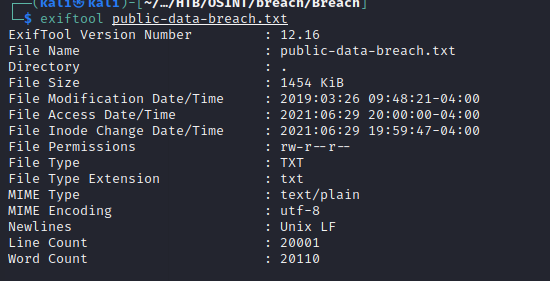 ──(kali㉿kali)-[~/…/HTB/OSINT/breach/Breach]
└─$ exiftool public-data-breach.txt
ExifTool Version Number         : 12.16
File Name                       : public-data-breach.txt
Directory                       : .
File Size                       : 1454 KiB
File Modification Date/Time     : 2019:03:26 09:48:21-04:00
File Access Date/Time           : 2021:06:29 20:00:00-04:00
File Inode Change Date/Time     : 2021:06:29 19:59:47-04:00
File Permissions                : rw-r--r--
File Type                       : TXT
File Type Extension             : txt
MIME Type                       : text/plain
MIME Encoding                   : utf-8
Newlines                        : Unix LF
Line Count                      : 20001
Word Count                      : 20110